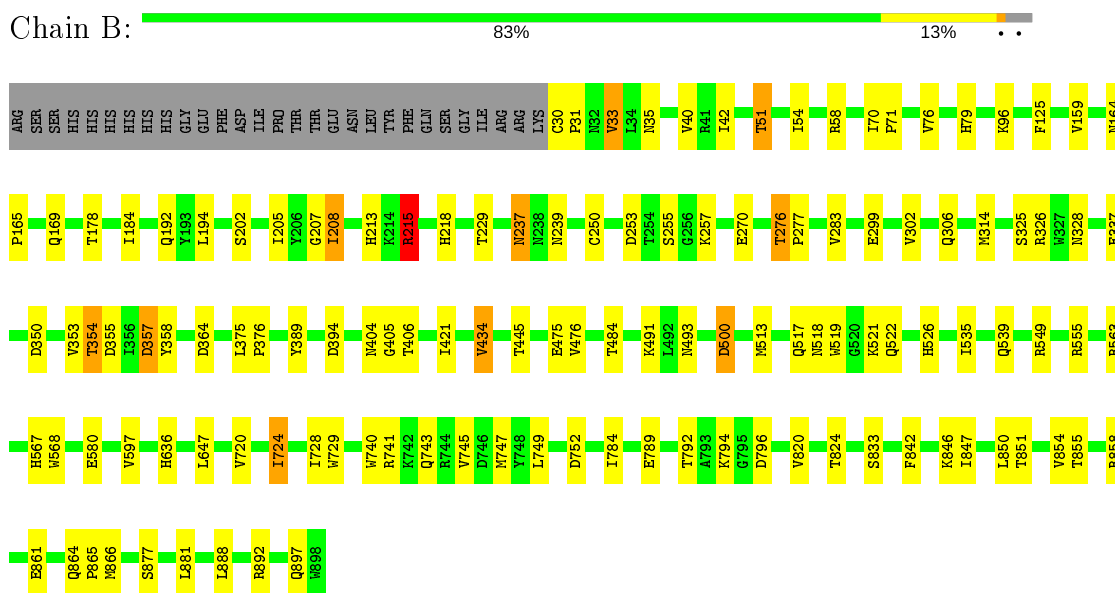 Chain B:
83% 13% • •
ARG SER SER HIS HIS HIS HIS HIS HIS GLY GLU PHE ASP ILE PRO THR THR GLU ASN LEU TYR PHE GLN SER GLY ILE ARG ARG LYS C30 P31 N32 V33 L34 N35 V40 R41 I42 T51 I54 R58 I70 P71 V76 H79 K96 F125 V159 N164
P165 Q169 T178 I184 Q192 Y193 L194 S202 I205 Y206 G207 I208 H213 K214 R215 H218 T229 N237 N238 N239 C250 D253 T254 S255 G256 K257 E270 T276 P277 V283 E299 V302 Q306 M314 S325 R326 W327 N328
D350 V353 T354 D355 I356 D357 Y358 D364 L375 P376 Y389 D394 N404 G405 T406 I421 V434 T445 E475 V476 T484 K491 L492 N493 D500 M513 Q517 N518 W519 G520 K521 Q522 H526 I535 Q539 R549 R555
H567 W568 E580 V597 H636 L647 V720 I724 I728 W729 W740 R741 K742 Q743 R744 V745 D746 M747 Y748 L749 D752 I784 E789 T792 A793 K794 G795 D796 V820 T824 S833 F842 K846 I847 L850 T851 V854 T855
E861 Q864 P865 M866 S877 L881 L888 R892 Q897 W898